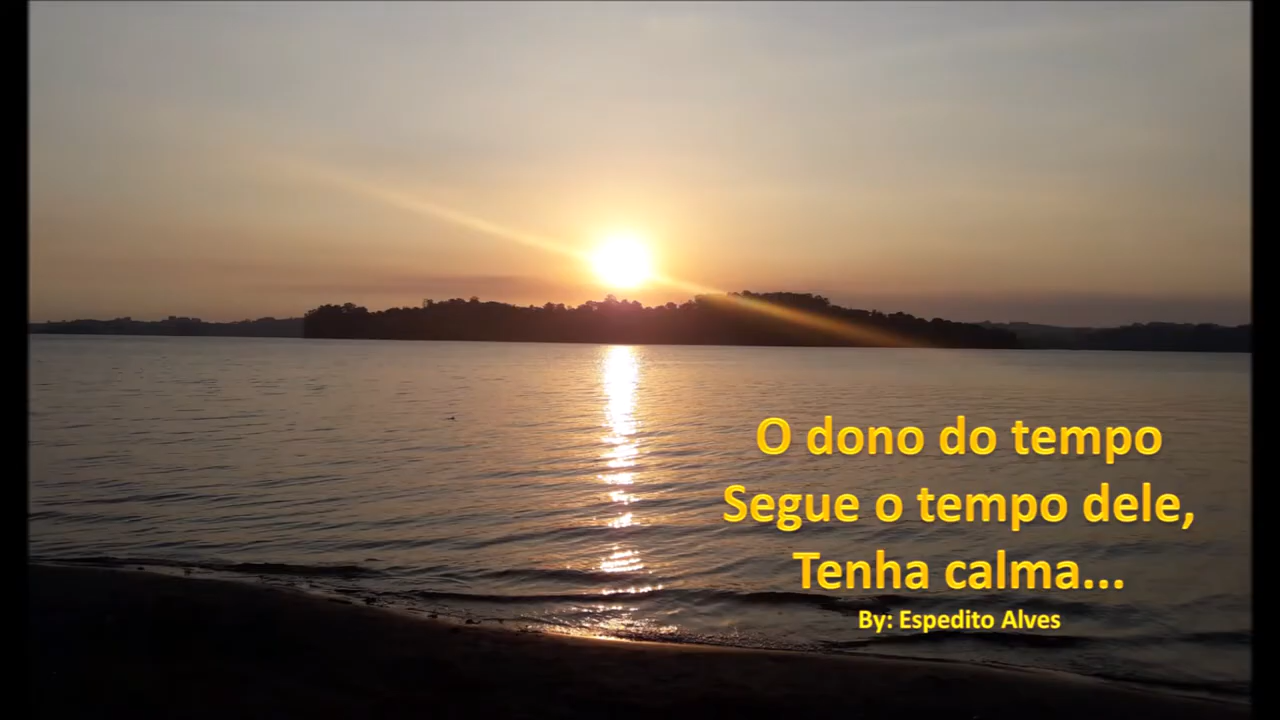 O dono do tempo
Segue o tempo dele,
Tenha calma...
By: Espedito Alves